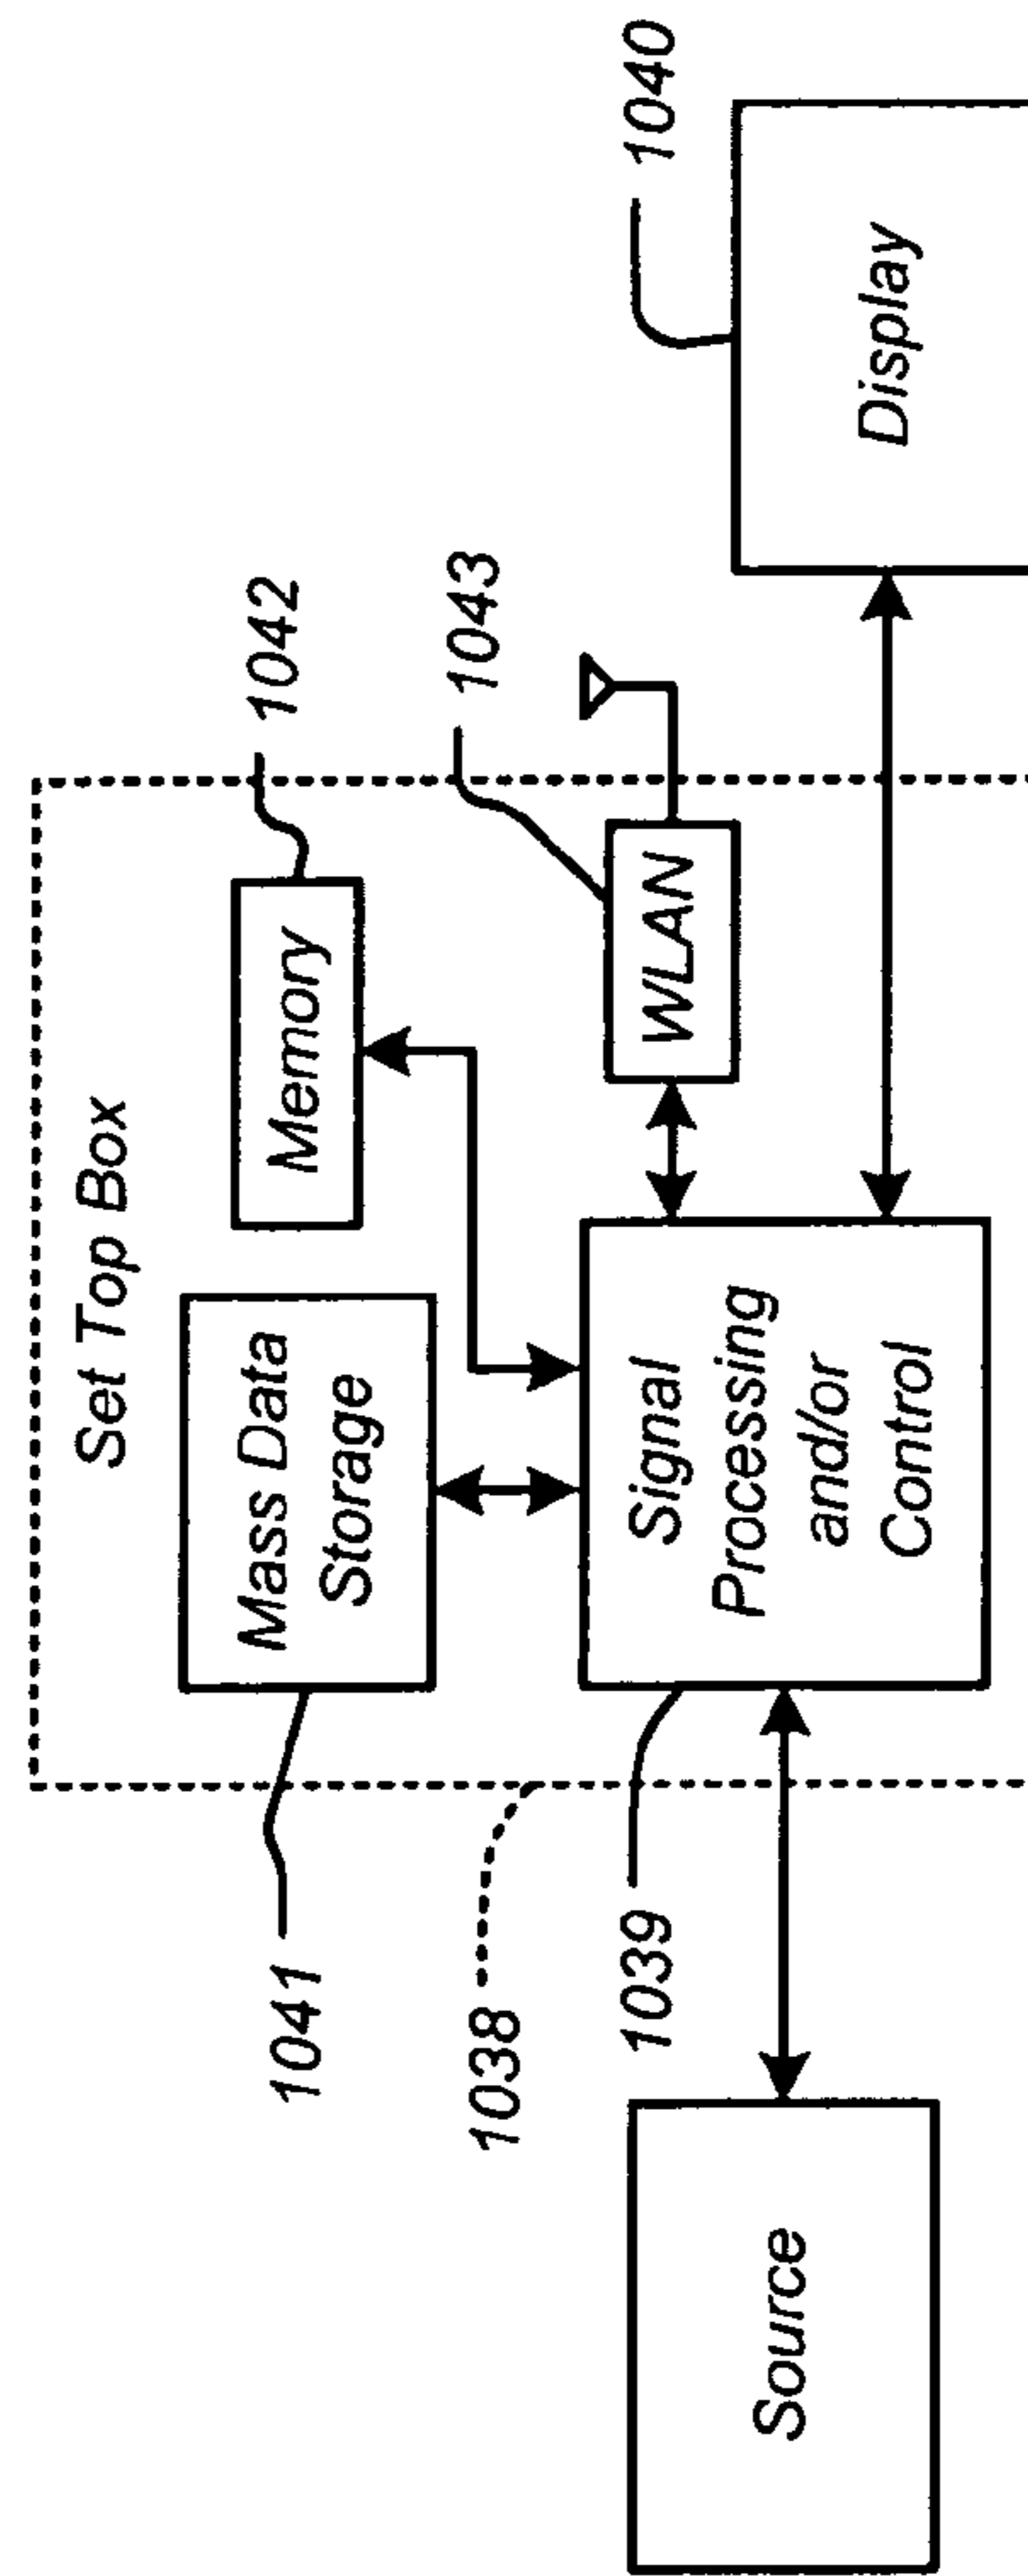 Set Top Box
1041
Mass Data
Storage
Memory
1042
1038
1043
1039
Signal
Processing
and/or
Control
WLAN
1040
Source
Display